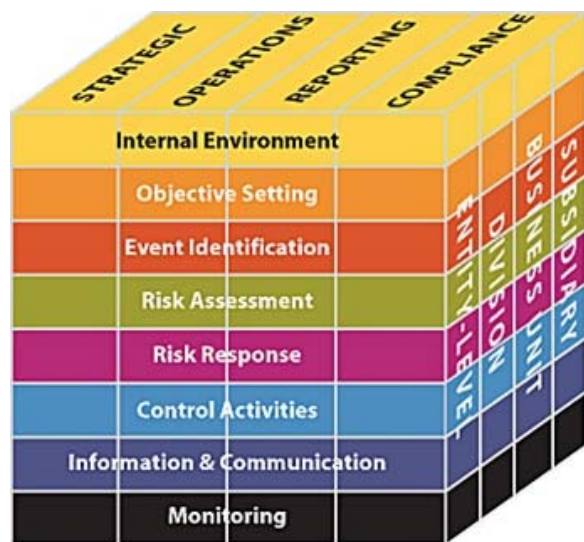 STRATEGIC
OPERATIONS
REPORTING
COMPLIANCE
Internal Environment
Objective Setting
Event Identification
Risk Assessment
Risk Response
Control Activities
Information & Communication
Monitoring
ENTITY-LEVEL
DIVISION
BUSINESS UNIT
SUBSIDIARY